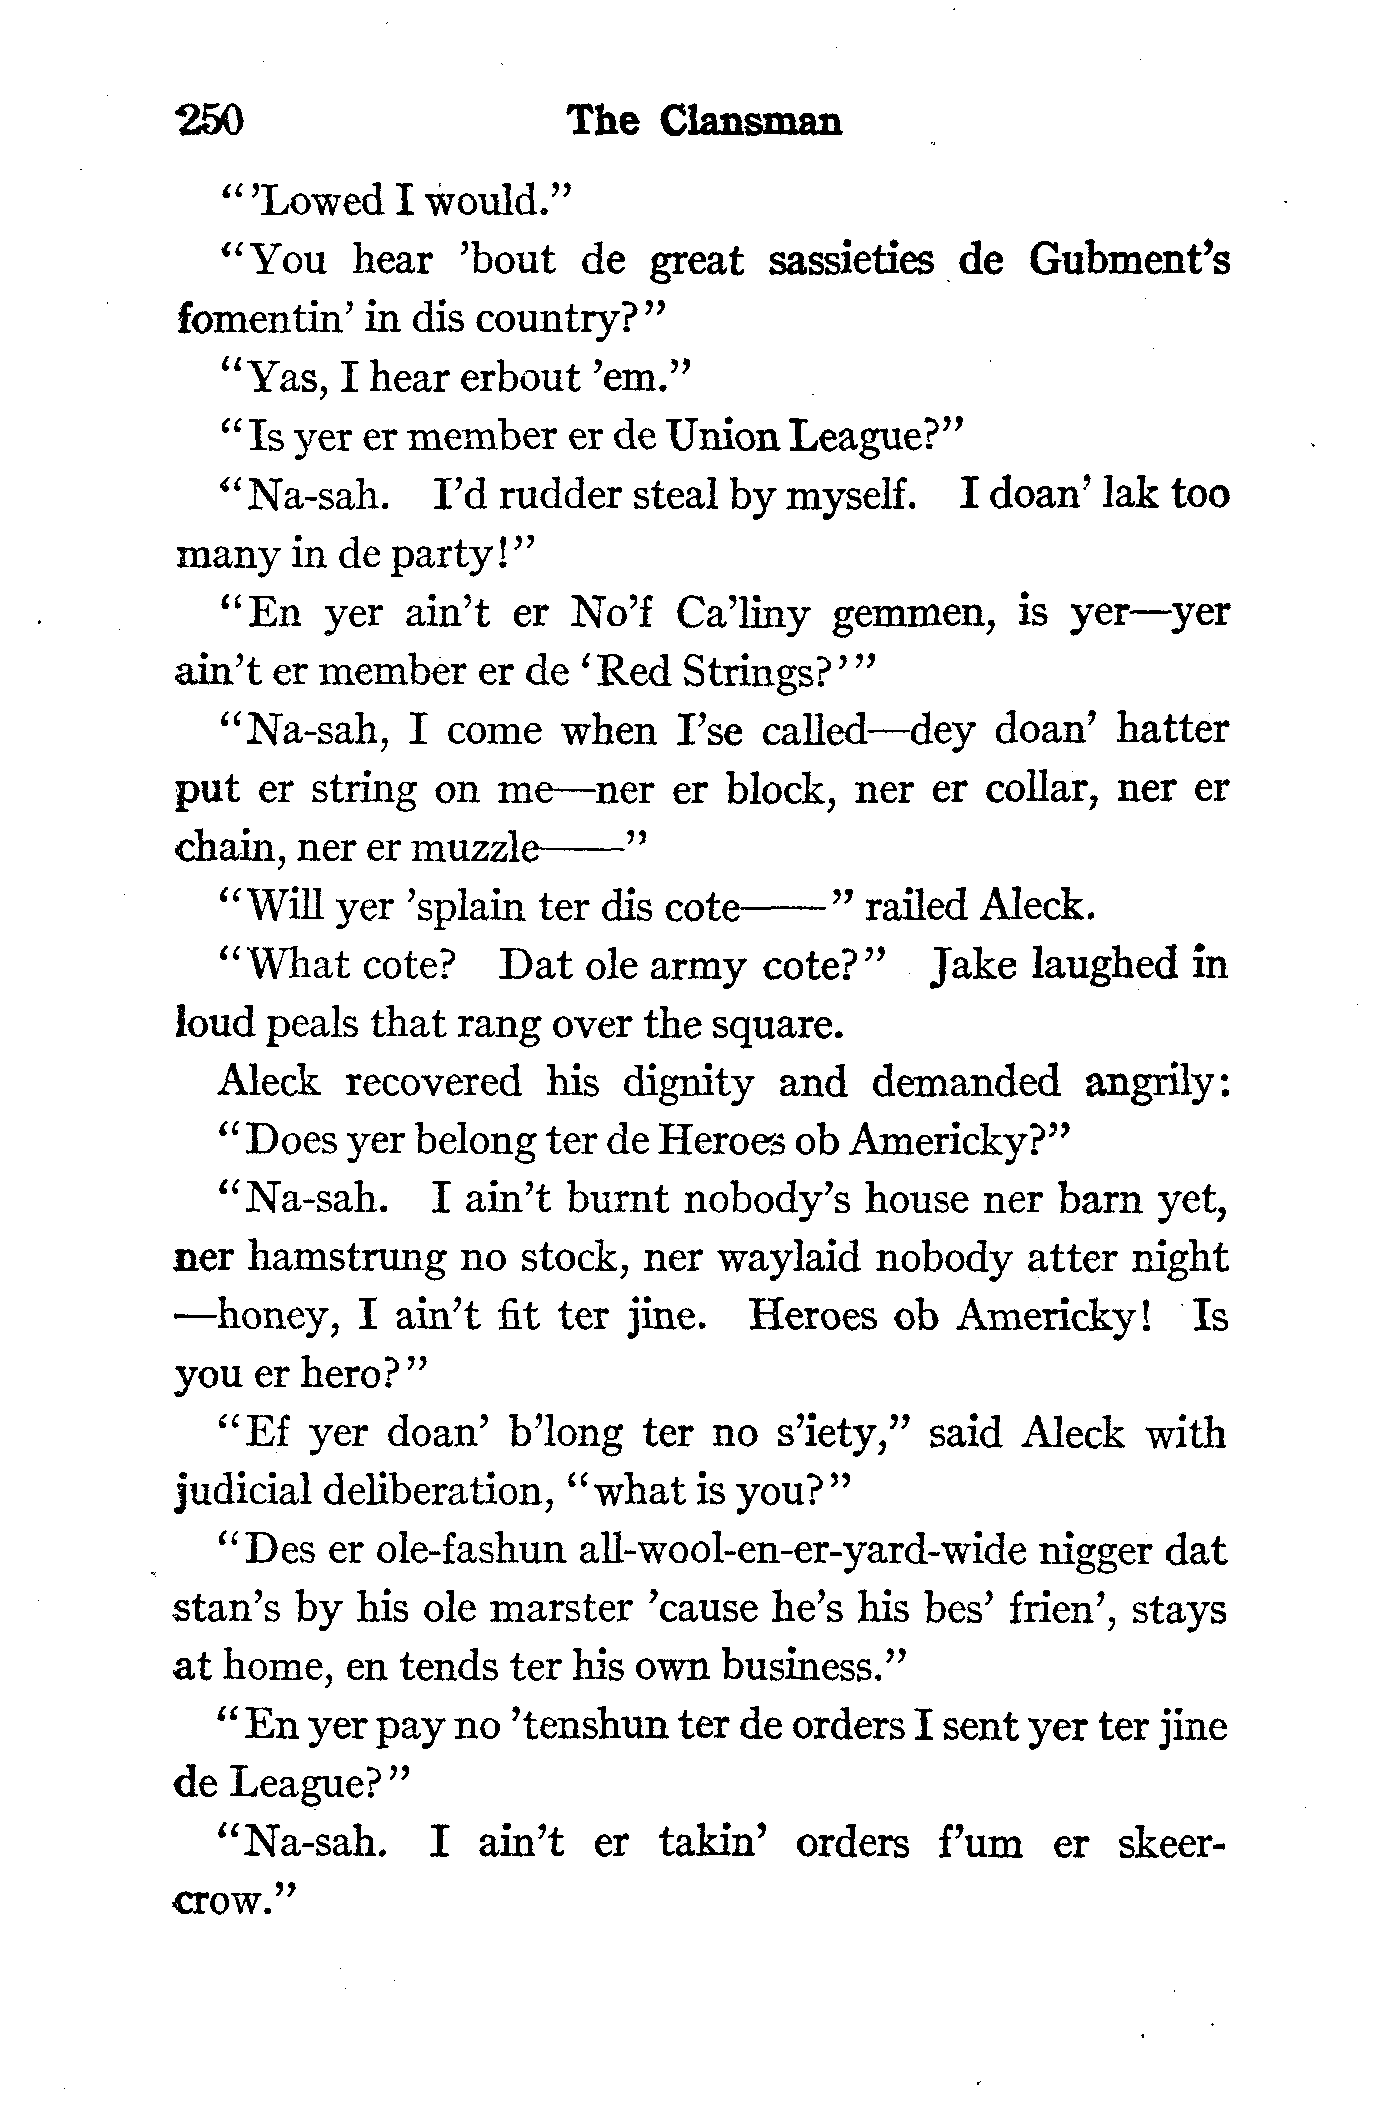 250 The Clansman
“’Lowed I would.”
“You hear ’bout de great sassieties de Gubment’s
fomentin’ in dis country?”
“Yas, I hear erbout ’em.”
“Is yer er member er de Union League?”
“Na-sah. I’d rudder steal by myself. I doan’ lak too
many in de party!”
“En yer ain’t er No’f Ca’liny gemmen, is yer—yer
ain’t er member er de ‘Red Strings?’”
“Na-sah, I come when I’se called—dey doan’ hatter
put er string on me—ner er block, ner er collar, ner er
chain, ner er muzzle——”
“Will yer ’splain ter dis cote——” railed Aleck.
“What cote? Dat ole army cote?” Jake laughed in
loud peals that rang over the square.
Aleck recovered his dignity and demanded angrily:
“Does yer belong ter de Heroes ob Americky?”
“Na-sah. I ain’t burnt nobody’s house ner barn yet,
ner hamstrung no stock, ner waylaid nobody atter night
—honey, I ain’t fit ter jine. Heroes ob Americky! Is
you er hero?”
“Ef yer doan’ b’long ter no s’iety,” said Aleck with
judicial deliberation, “what is you?”
“Des er ole-fashun all-wool-en-er-yard-wide nigger dat
stan’s by his ole marster ’cause he’s his bes’ frien’, stays
at home, en tends ter his own business.”
“En yer pay no ’tenshun ter de orders I sent yer ter jine
de League?”
“Na-sah. I ain’t er takin’ orders f’um er skeer-
crow.”